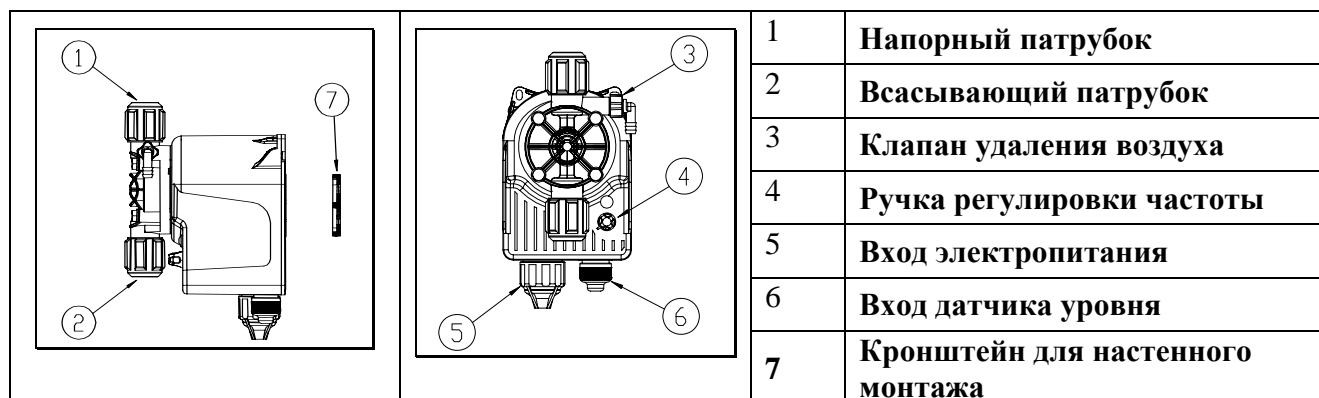 1
7
2
3
4
5
6
1 Напорный патрубок
2 Всасывающий патрубок
3 Клапан удаления воздуха
4 Ручка регулировки частоты
5 Вход электропитания
6 Вход датчика уровня
7 Кронштейн для настенного
монтажа